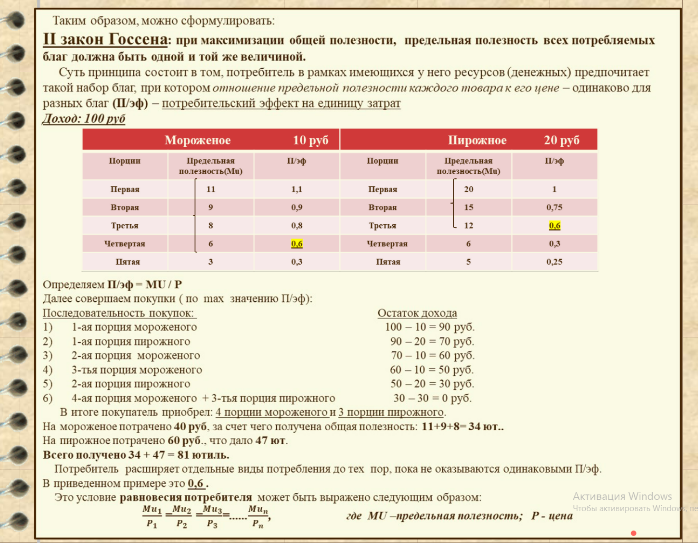 Таким образом, можно сформулировать:
II закон Госсена: при максимизации общей полезности, предельная полезность всех потребляемых
благ должна быть одной и той же величиной.
Суть принципа состоит в том, потребитель в рамках имеющихся у него ресурсов (денежных) предпочитает
такой набор благ, при котором отношение предельной полезности каждого товара к его цене – одинаково для
разных благ (П/эф) – потребительский эффект на единицу затрат
Доход: 100 руб
Мороженое 10 руб Пирожное 20 руб
Порции Предельная полезность(Mu) П/эф Порции Предельная полезность(Mu) П/эф
Первая 11 1,1 Первая 20 1
Вторая 9 0,9 Вторая 15 0,75
Третья 8 0,8 Третья 12 0,6
Четвертая 6 0,6 Четвертая 6 0,3
Пятая 3 0,3 Пятая 5 0,25
Определяем П/эф = MU / P
Далее совершаем покупки ( по max значению П/эф):
Последовательность покупок: Остаток дохода
1) 1-ая порция мороженого 100 – 10 = 90 руб.
2) 1-ая порция пирожного 90 – 20 = 70 руб.
3) 2-ая порция мороженого 70 – 10 = 60 руб.
4) 3-тья порция мороженого 60 – 10 = 50 руб.
5) 2-ая порция пирожного 50 – 20 = 30 руб.
6) 4-ая порция мороженого + 3-тья порция пирожного 30 – 30 = 0 руб.
В итоге покупатель приобрел: 4 порции мороженого и 3 порции пирожного.
На мороженое потрачено 40 руб, за счет чего получена общая полезность: 11+9+8= 34 ют..
На пирожное потрачено 60 руб., что дало 47 ют.
Всего получено 34 + 47 = 81 ютиль.
Потребитель расширяет отдельные виды потребления до тех пор, пока не оказываются одинаковыми П/эф.
В приведенном примере это 0,6 .
Это условие равновесия потребителя может быть выражено следующим образом:
Mu₁/P₁ = Mu₂/P₂ = Mu₃/P₃ =...... Muₙ/Pₙ, где MU –предельная полезность; P - цена
Активация Windows
Чтобы активировать Windows, пе